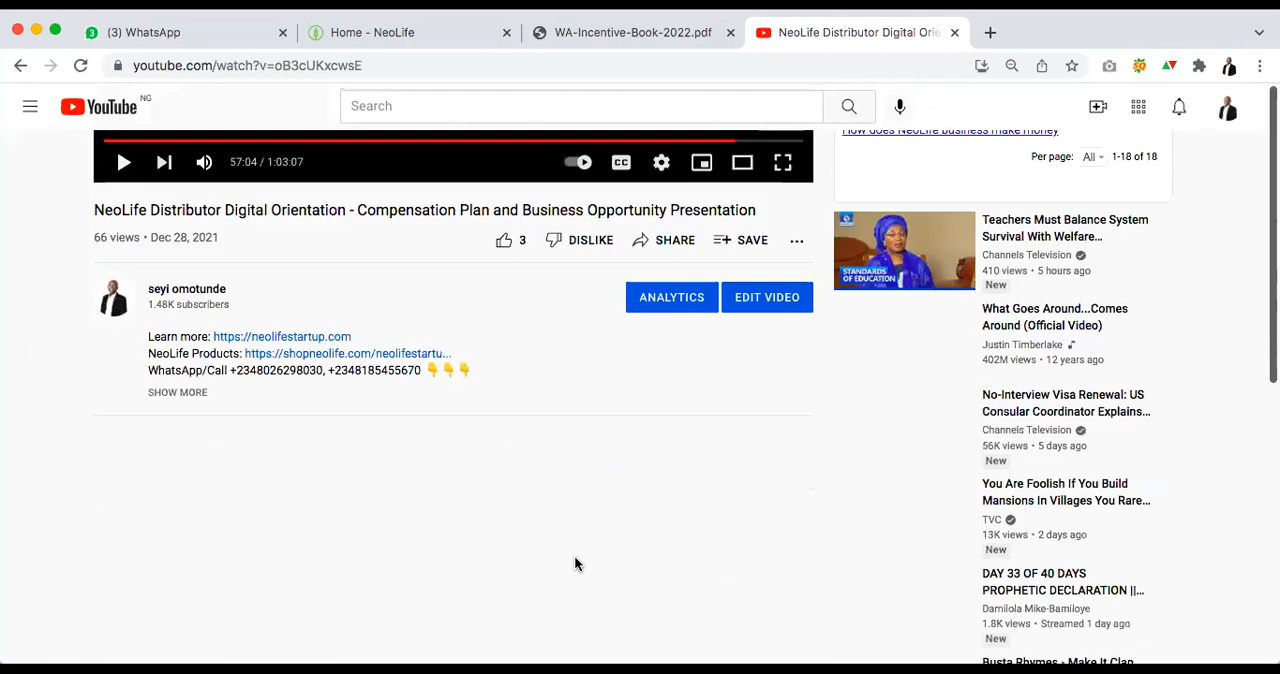 3
(3) WhatsApp
Home - NeoLife
WA-Incentive-Book-2022.pdf
NeoLife Distributor Digital Orie
youtube.com/watch?v=oB3cUKxcwsE
YouTube NG
Search
How does NeoLife business make money
Per page: All 1-18 of 18
57:04 / 1:03:07
CC
NeoLife Distributor Digital Orientation - Compensation Plan and Business Opportunity Presentation
66 views • Dec 28, 2021
3 DISLIKE SHARE SAVE
seyi omotunde
1.48K subscribers
ANALYTICS EDIT VIDEO
Learn more: https://neolifestartup.com
NeoLife Products: https://shopneolife.com/neolifestartu...
WhatsApp/Call +2348026298030, +2348185455670 👇👇👇
SHOW MORE
STANDARDS
OF EDUCATION
Teachers Must Balance System
Survival With Welfare...
Channels Television
410 views • 5 hours ago
New
What Goes Around...Comes
Around (Official Video)
Justin Timberlake
402M views • 12 years ago
No-Interview Visa Renewal: US
Consular Coordinator Explains...
Channels Television
56K views • 5 days ago
New
You Are Foolish If You Build
Mansions In Villages You Rare...
TVC
13K views • 2 days ago
New
DAY 33 OF 40 DAYS
PROPHETIC DECLARATION ||...
Damilola Mike-Bamiloye
1.8K views • Streamed 1 day ago
New
Busta Rhymes - Make It Clap